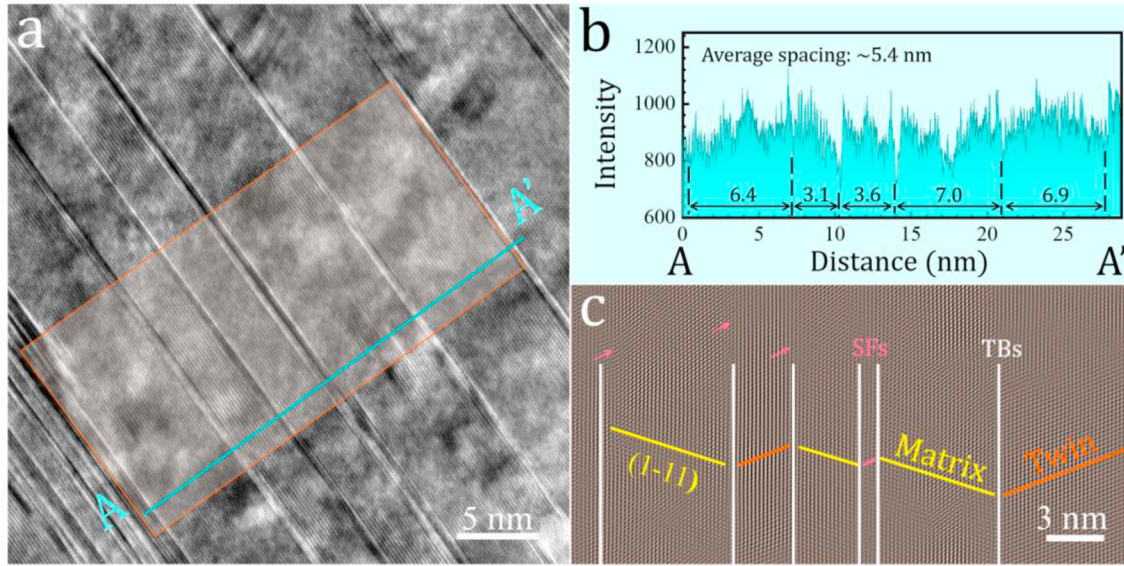 a
A'
A
5 nm
b
Average spacing: ~5.4 nm
Intensity
1200
1000
800
600
6.4
3.1
3.6
7.0
6.9
0
5
10
15
20
25
A
Distance (nm)
A'
c
SFs
TBs
(1-11)
Matrix
Twin
3 nm